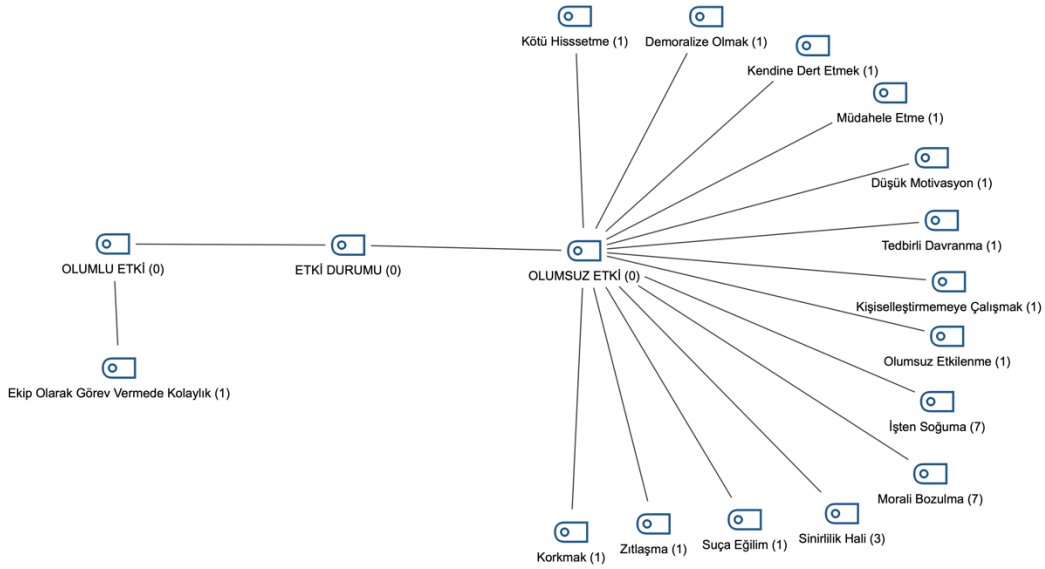 Kötü Hisssetme (1)
Demoralize Olmak (1)
Kendine Dert Etmek (1)
Müdahele Etme (1)
Düşük Motivasyon (1)
Tedbirli Davranma (1)
OLUMLU ETKİ (0)
ETKİ DURUMU (0)
OLUMSUZ ETKİ (0)
Kişiselleştirmemeye Çalışmak (1)
Olumsuz Etkilenme (1)
Ekip Olarak Görev Vermede Kolaylık (1)
İşten Soğuma (7)
Morali Bozulma (7)
Sinirlilik Hali (3)
Suça Eğilim (1)
Zıtlaşma (1)
Korkmak (1)